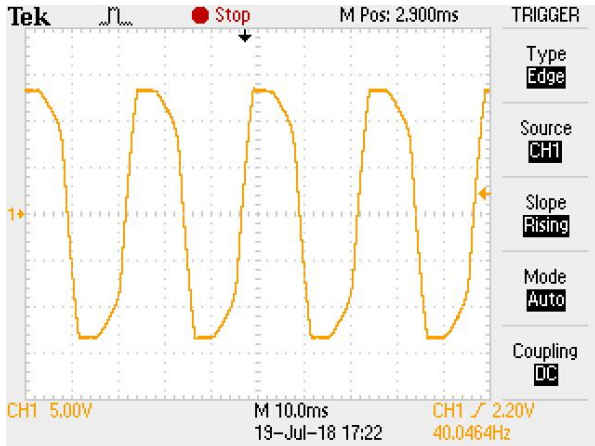 Tek Stop M Pos: 2.900ms TRIGGER
Type
Edge
Source
CH1
Slope
Rising
Mode
Auto
Coupling
DC
1
CH1 5.00V M 10.0ms CH1 2.20V
19-Jul-18 17:22 40.0464Hz